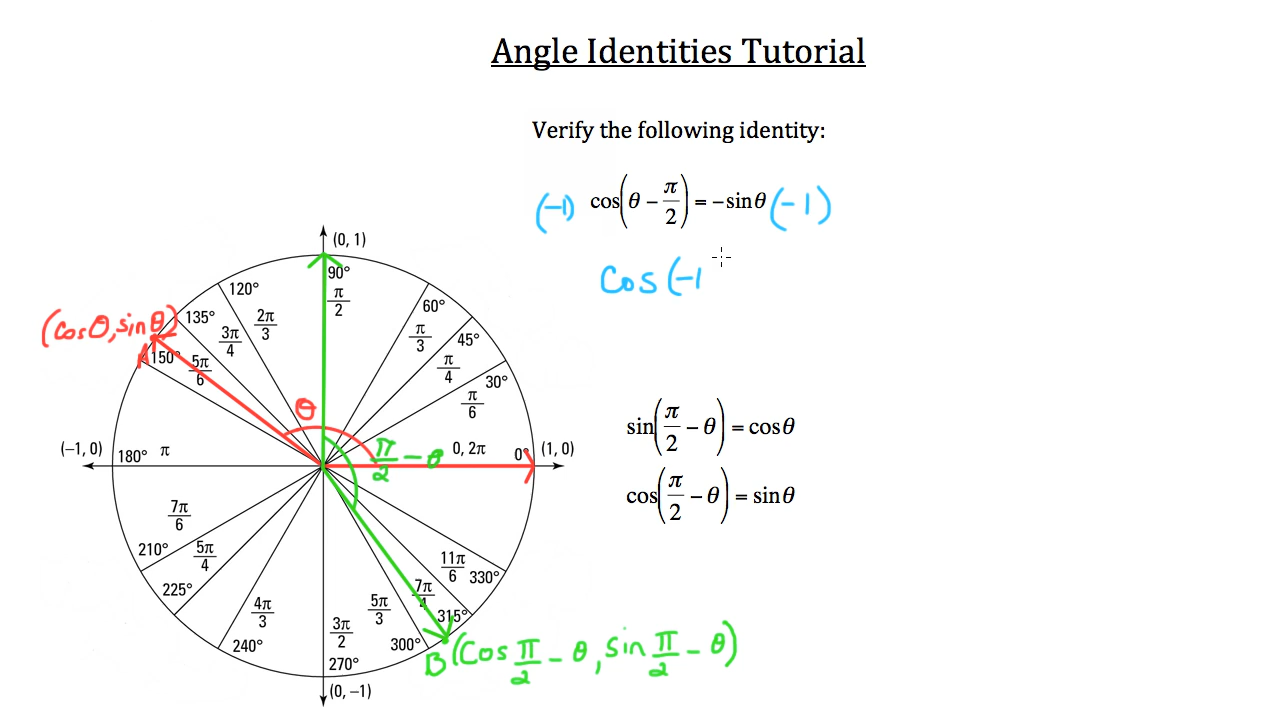 Angle Identities Tutorial
Verify the following identity:
(-1) cos(θ − π/2) = −sinθ (-1)
Cos (-1
(0, 1)
90°
π/2
120°
2π/3
60°
π/3
(cosθ, sinθ)
135°
3π/4
45°
π/4
150°
5π/6
30°
π/6
θ
sin(π/2 − θ) = cosθ
(−1, 0)
180° π
π/2 − θ
0, 2π
0°
(1, 0)
cos(π/2 − θ) = sinθ
7π/6
210°
5π/4
225°
11π/6
330°
7π/4
315°
4π/3
240°
5π/3
300°
3π/2
270°
B (Cos π/2 − θ, sin π/2 − θ)
(0, −1)